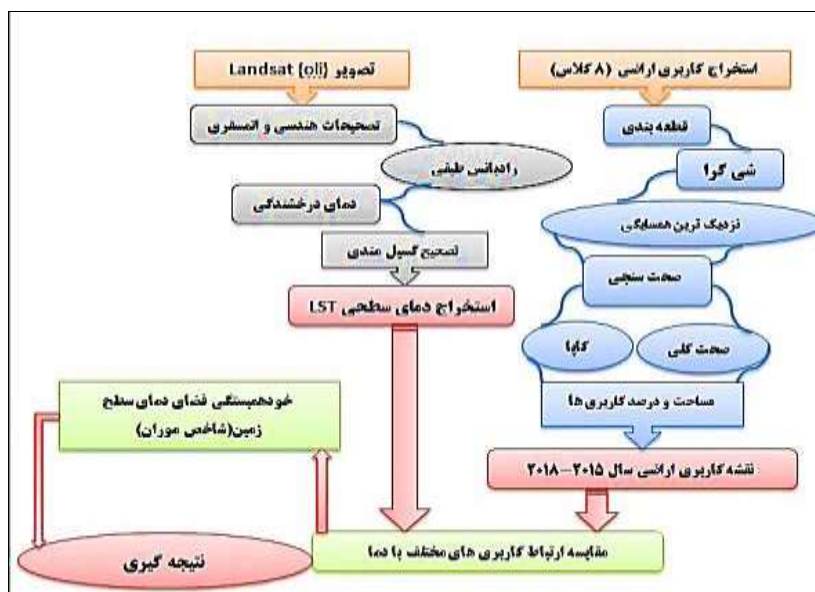 استخراج کاربری اراضی (۸ کلاس)
قطعه بندی
شی گرا
نزدیک ترین همسایگی
صحت سنجی
صحت کلی
کاپا
مساحت و درصد کاربری ها
نقشه کاربری اراضی سال ۲۰۱۵-۲۰۱۸
تصویر Landsat (oli)
تصحیحات هندسی و اتمسفری
رادیانس طیفی
دمای درخشندگی
تصحیح گسیل مندی
استخراج دمای سطحی LST
مقایسه ارتباط کاربری های مختلف با دما
خودهمبستگی فضای دمای سطح
زمین(شاخص موران)
نتیجه گیری